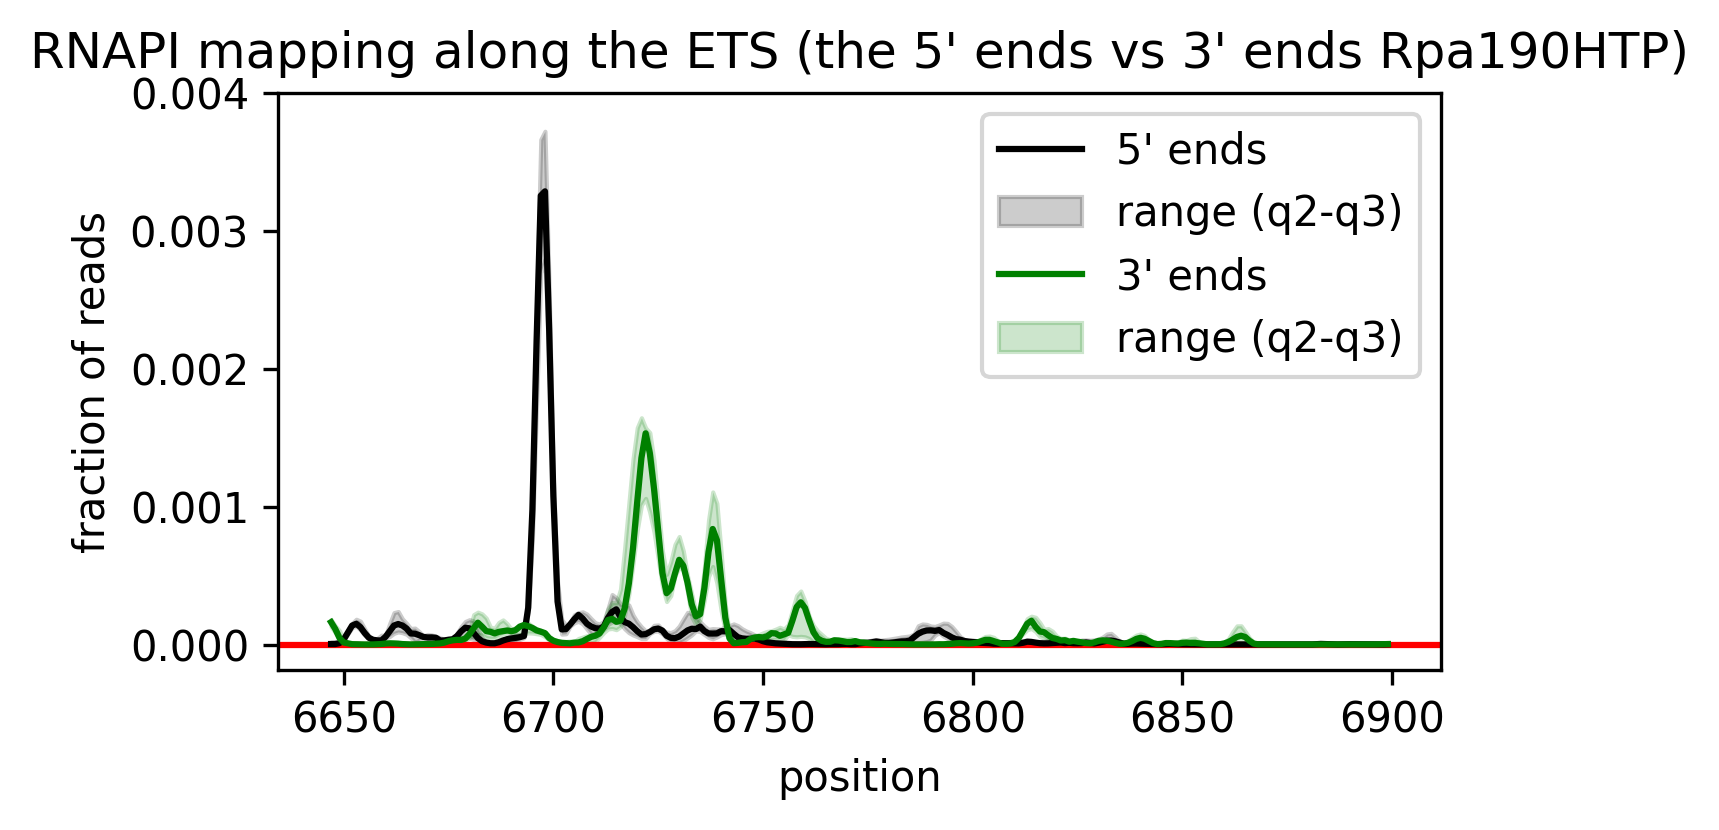 RNAPI mapping along the ETS (the 5' ends vs 3' ends Rpa190HTP)
0.004
0.003
0.002
0.001
0.000
fraction of reads
5' ends
range (q2-q3)
3' ends
range (q2-q3)
6650 6700 6750 6800 6850 6900
position